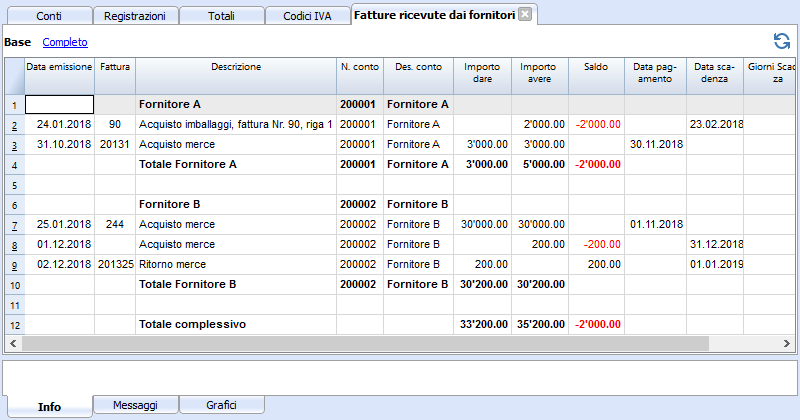 Conti Registrazioni Totali Codici IVA Fatture ricevute dai fornitori
Base Completo
Data emissione Fattura Descrizione N. conto Des. conto Importo dare Importo avere Saldo Data pag-amento Data sca-denza Giorni Scad za
1 Fornitore A 200001 Fornitore A
2 24.01.2018 90 Acquisto imballaggi, fattura Nr. 90, riga 1 200001 Fornitore A 2'000.00 -2'000.00 23.02.2018
3 31.10.2018 20131 Acquisto merce 200001 Fornitore A 3'000.00 3'000.00 30.11.2018
4 Totale Fornitore A 200001 Fornitore A 3'000.00 5'000.00 -2'000.00
5
6 Fornitore B 200002 Fornitore B
7 25.01.2018 244 Acquisto merce 200002 Fornitore B 30'000.00 30'000.00 01.11.2018
8 01.12.2018 Acquisto merce 200002 Fornitore B 200.00 -200.00 31.12.2018
9 02.12.2018 201325 Ritorno merce 200002 Fornitore B 200.00 200.00 01.01.2019
10 Totale Fornitore B 200002 Fornitore B 30'200.00 30'200.00
11
12 Totale complessivo 33'200.00 35'200.00 -2'000.00
Info Messaggi Grafici